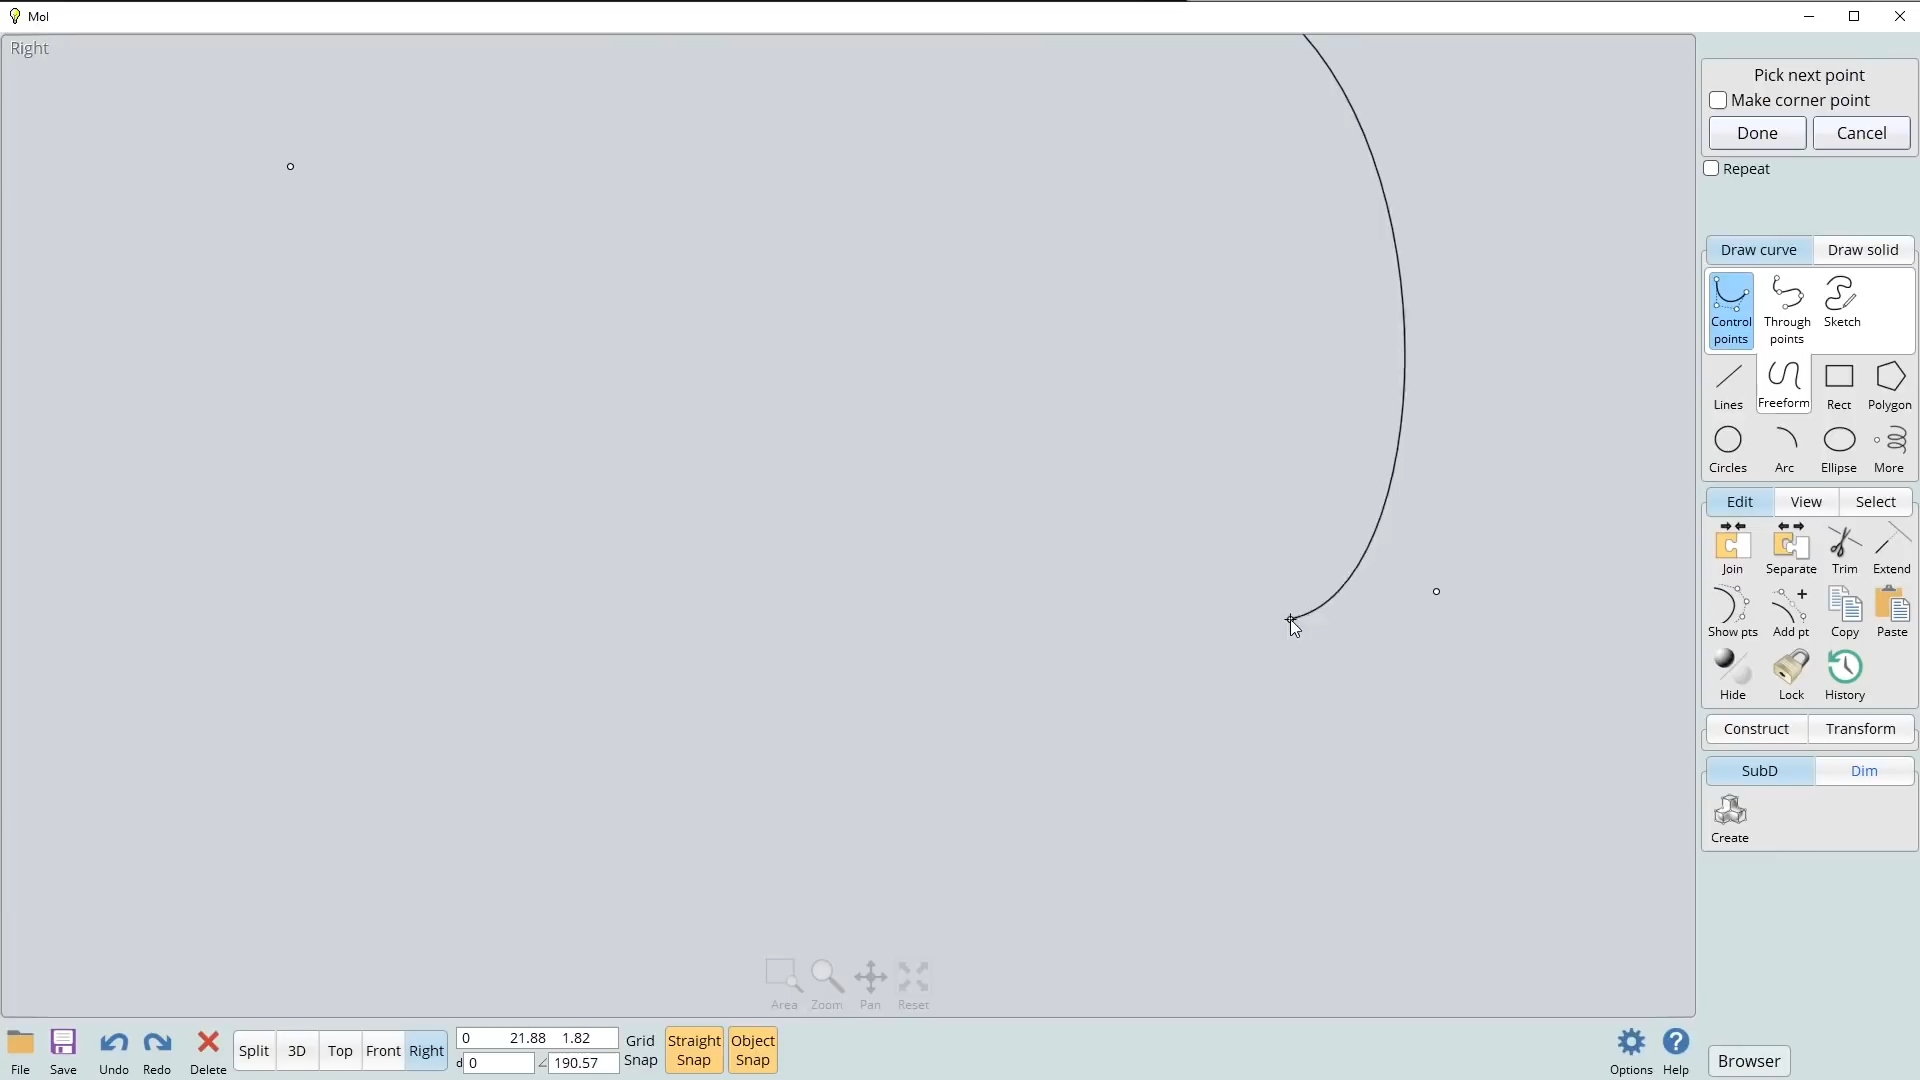 MoI
Right
Pick next point
Make corner point
Done Cancel
Repeat
Draw curve Draw solid
Control points Through points Sketch
Lines Freeform Rect Polygon
Circles Arc Ellipse More
Edit View Select
Join Separate Trim Extend
Show pts Add pt Copy Paste
Hide Lock History
Construct Transform
SubD Dim
Create
Area Zoom Pan Reset
File Save Undo Redo Delete Split 3D Top Front Right
0 21.88 1.82
d 0 ∠ 190.57
Grid Snap Straight Snap Object Snap
Options Help Browser